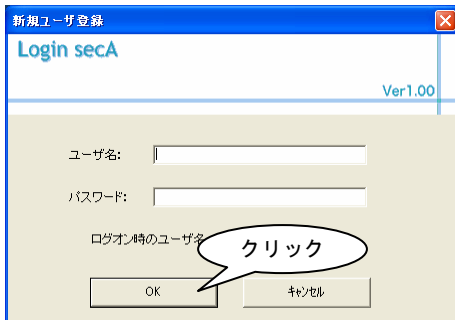 新規ユーザ登録
Login secA
Ver1.00
ユーザ名:
パスワード:
ログオン時のユーザ名
クリック
OK
キャンセル